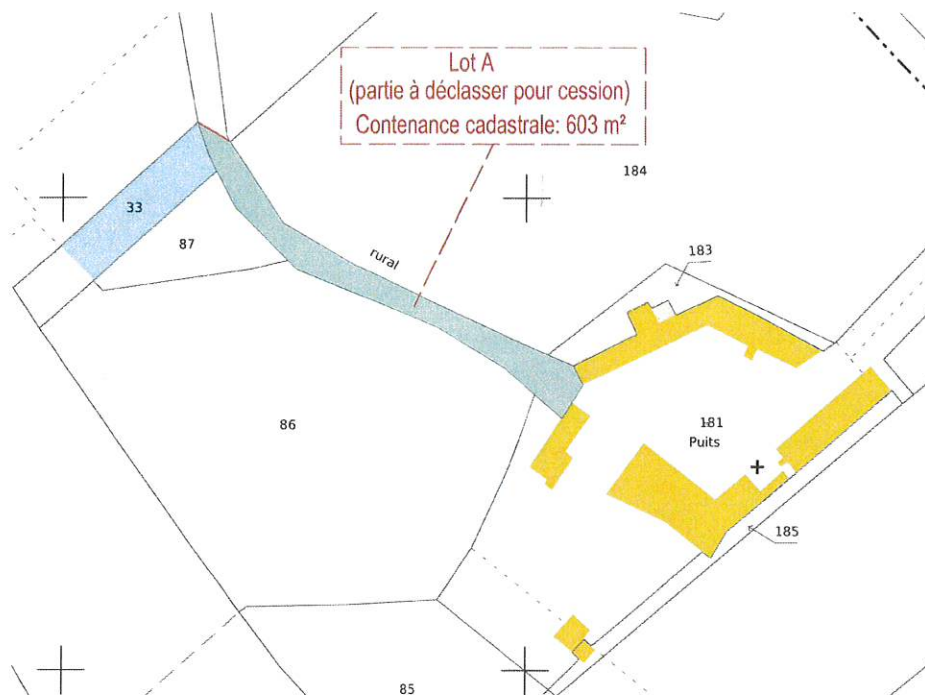 Lot A
(partie à déclasser pour cession)
Contenance cadastrale: 603 m²
184
33
87
rural
183
86
181
Puits
185
85